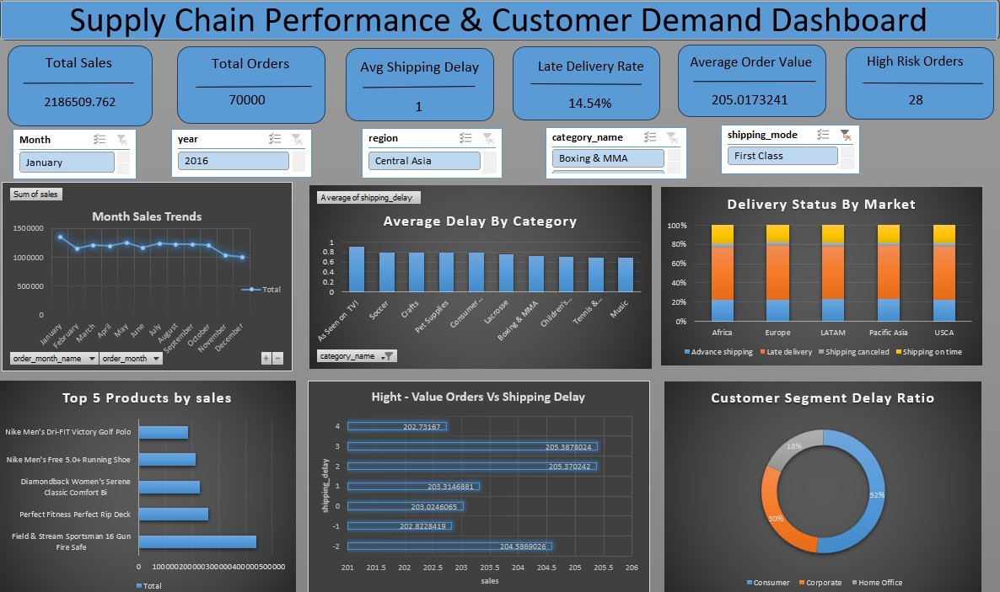 Supply Chain Performance & Customer Demand Dashboard
Total Sales
2186509.762
Total Orders
70000
Avg Shipping Delay
1
Late Delivery Rate
14.54%
Average Order Value
205.0173241
High Risk Orders
28
Month
January
year
2016
region
Central Asia
category_name
Boxing & MMA
shipping_mode
First Class
Sum of sales
Month Sales Trends
1500000
1000000
500000
0
January
February
March
April
May
June
July
August
September
October
November
December
Total
order_month_name
order_month
Average of shipping_delay
Average Delay By Category
1
0.8
0.6
0.4
0.2
0
As Seen on TV!
Soccer
Crafts
Pet Supplies
Consumer...
Lacrosse
Boxing & MMA
Children's...
Tennis &...
Music
category_name
Delivery Status By Market
100%
80%
60%
40%
20%
0%
Africa
Europe
LATAM
Pacific Asia
USCA
Advance shipping
Late delivery
Shipping canceled
Shipping on time
Top 5 Products by sales
Nike Men's Dri-FIT Victory Golf Polo
Nike Men's Free 5.0+ Running Shoe
Diamondback Women's Serene
Classic Comfort Bi
Perfect Fitness Perfect Rip Deck
Field & Stream Sportsman 16 Gun
Fire Safe
0 100000 200000 300000 400000 500000
Total
Hight - Value Orders Vs Shipping Delay
shipping_delay
4
202.73167
3
205.3878024
2
205.370242
1
203.3146881
0
203.0246065
-1
202.8228419
-2
204.5869026
201 201.5 202 202.5 203 203.5 204 204.5 205 205.5 206
sales
Customer Segment Delay Ratio
18%
52%
30%
Consumer
Corporate
Home Office